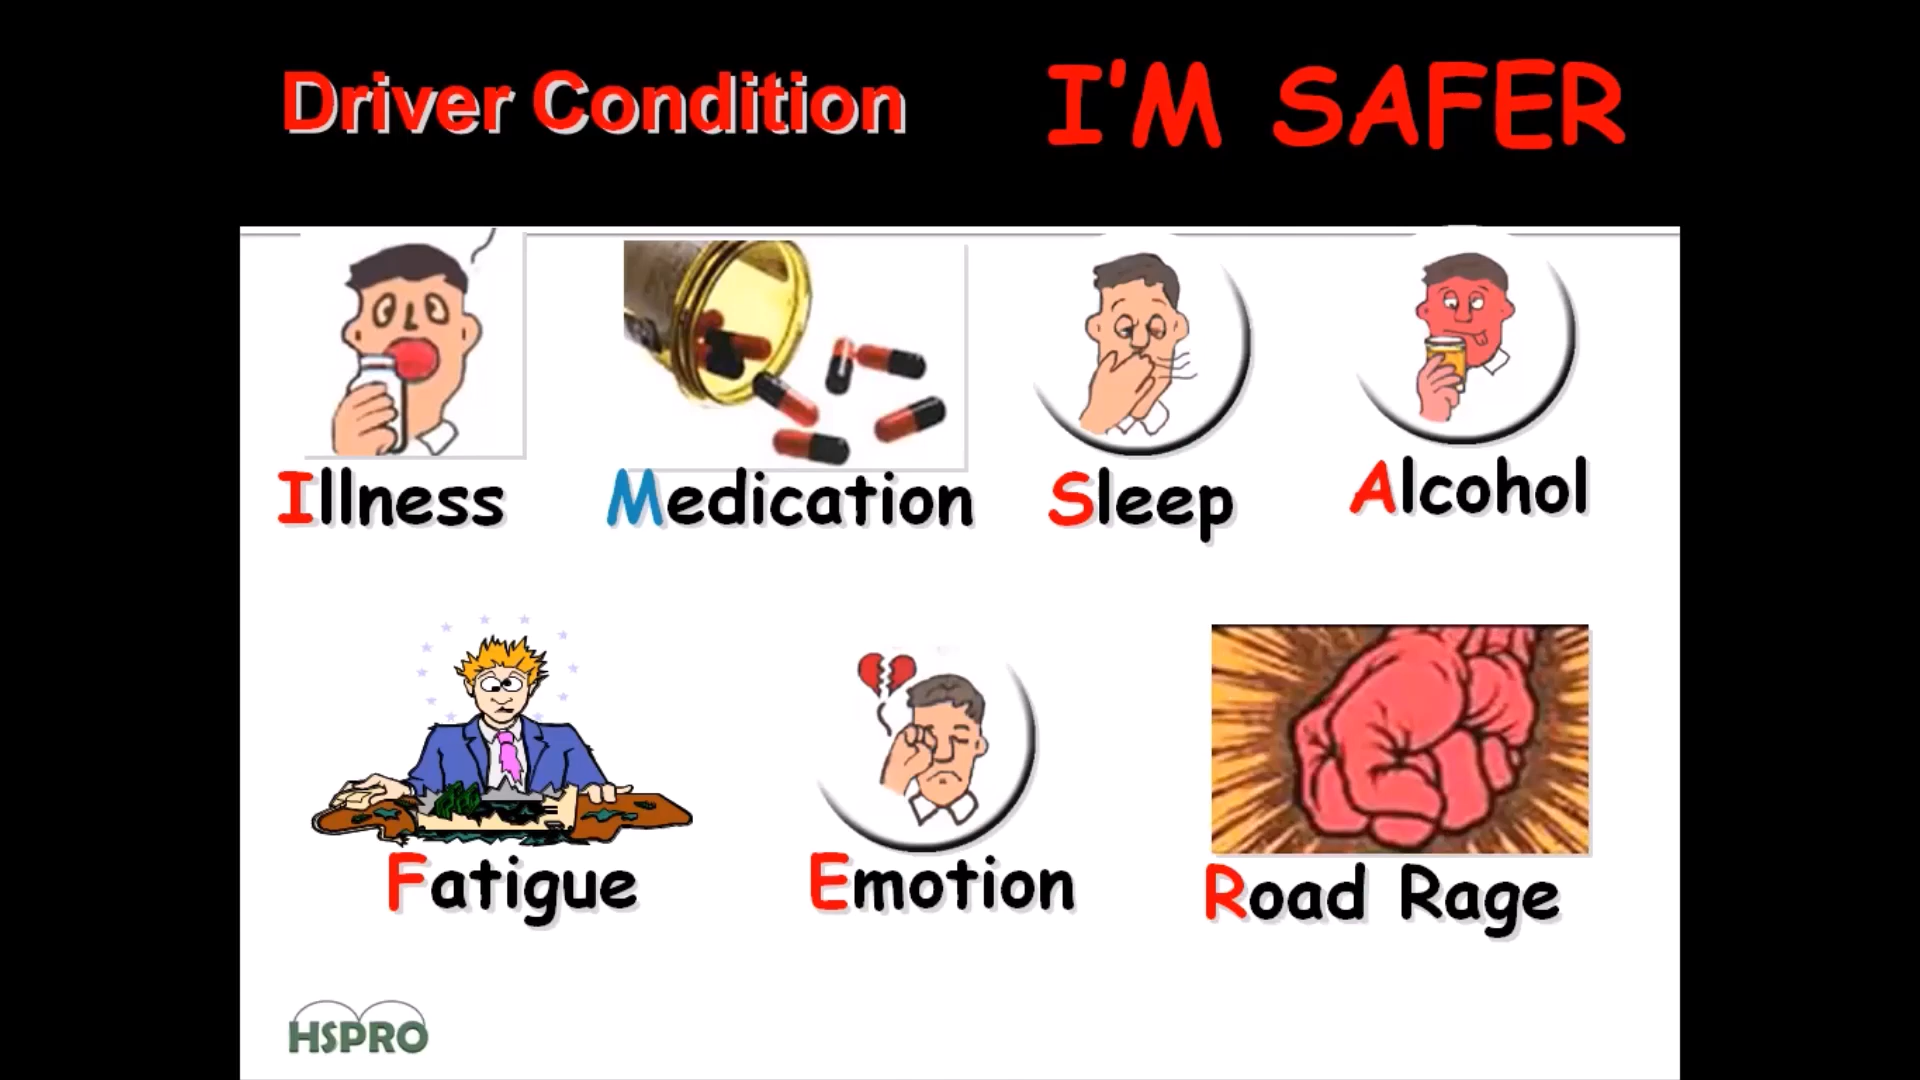 Driver Condition I'M SAFER
Illness Medication Sleep Alcohol
Fatigue Emotion Road Rage
HSPRO